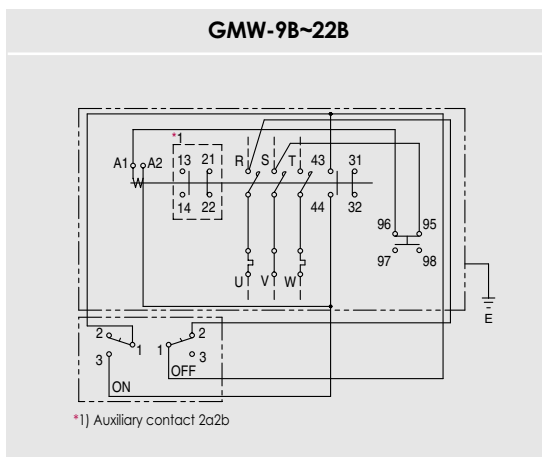 GMW-9B~22B
*1
A1 A2 13 21 R S T 43 31
14 22 44 32
96 95
97 98
U V W
E
2 1 3 ON
1 2 3 OFF
*1) Auxiliary contact 2a2b